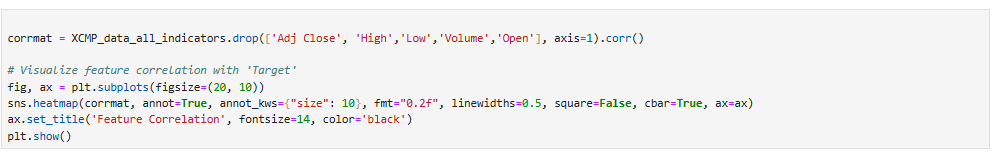 corrmat = XCMP_data_all_indicators.drop(['Adj Close', 'High','Low','Volume','Open'], axis=1).corr()
# Visualize feature correlation with 'Target'
fig, ax = plt.subplots(figsize=(20, 10))
sns.heatmap(corrmat, annot=True, annot_kws={"size": 10}, fmt="0.2f", linewidths=0.5, square=False, cbar=True, ax=ax)
ax.set_title('Feature Correlation', fontsize=14, color='black')
plt.show()